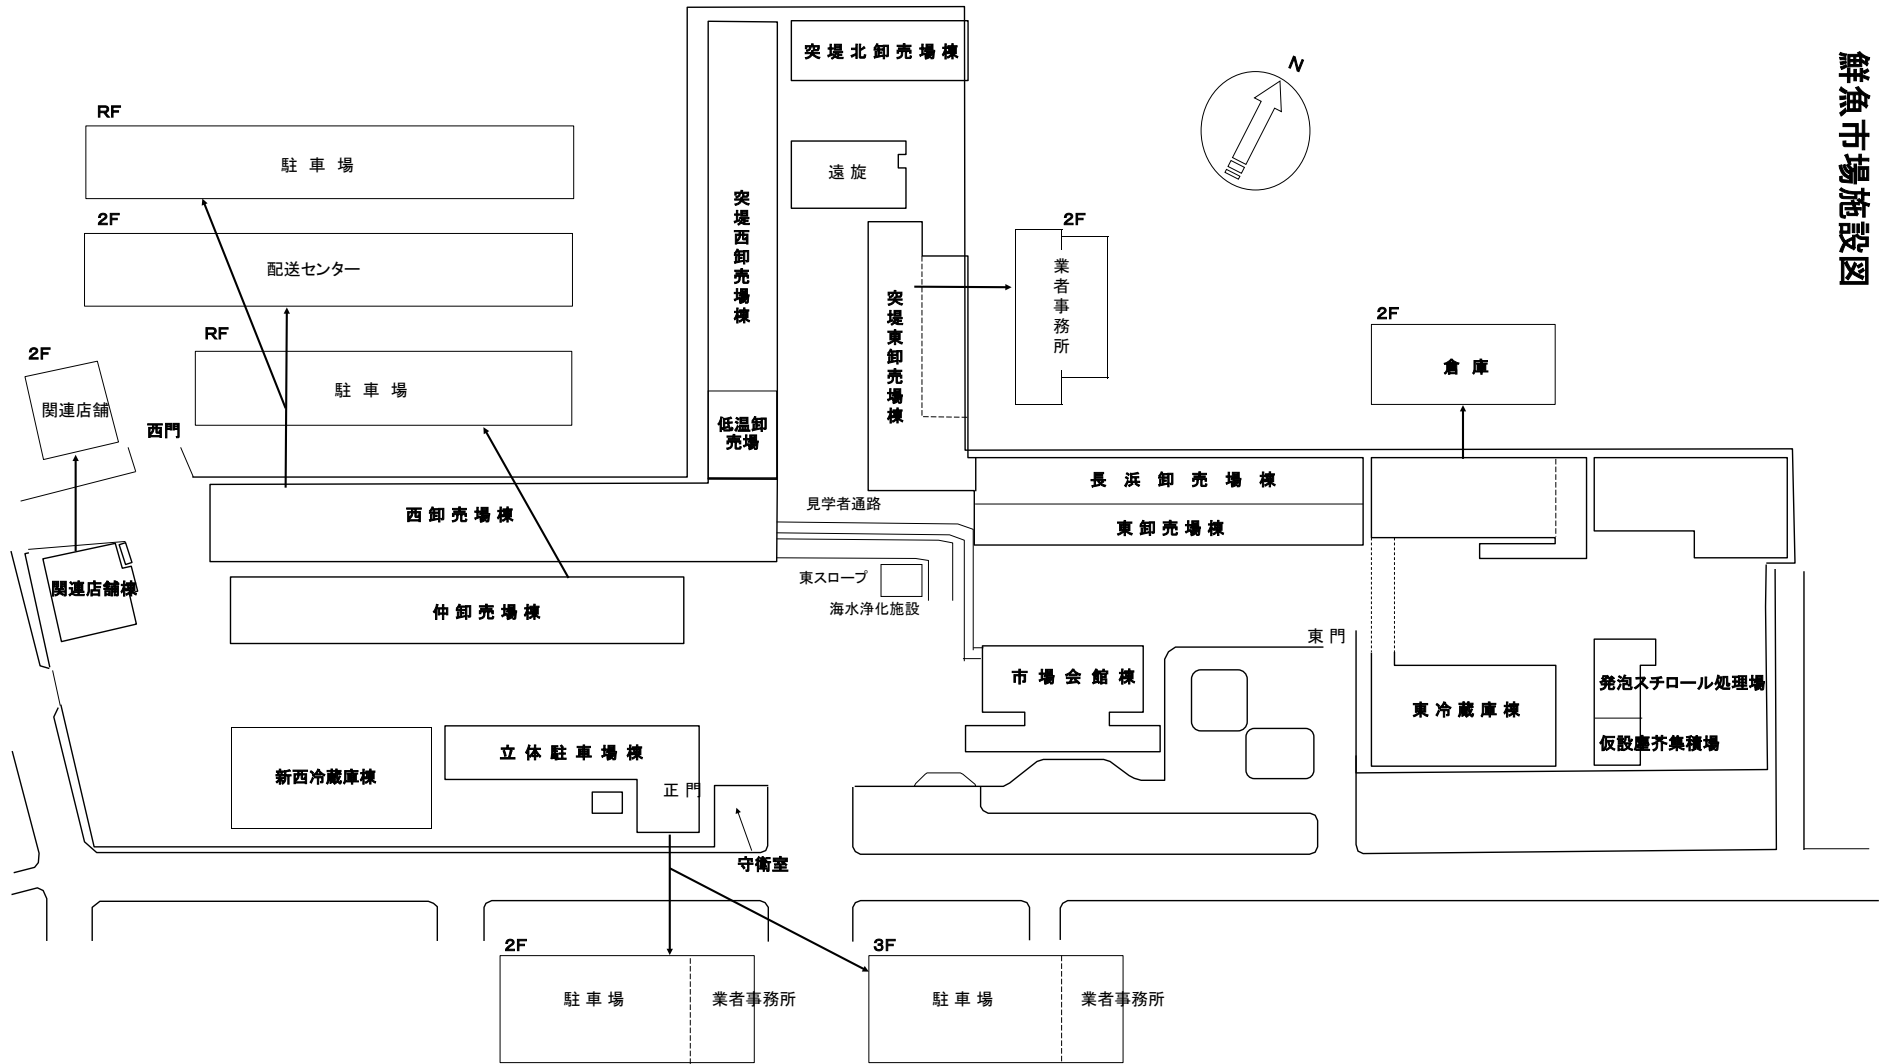 鮮魚市場施設図
突堤北卸売場棟
N
RF
駐車場
遠旋
突堤西卸売場棟
2F
配送センター
2F
業者事務所
突堤東卸売場棟
RF
駐車場
2F
倉庫
2F
関連店舗
西門
低温卸
売場
長浜卸売場棟
見学者通路
西卸売場棟
東卸売場棟
東スロープ
関連店舗棟
海水浄化施設
仲卸売場棟
東門
市場会館棟
発泡スチロール処理場
東冷蔵庫棟
仮設塵芥集積場
立体駐車場棟
新西冷蔵庫棟
正門
守衛室
2F
駐車場
業者事務所
3F
駐車場
業者事務所